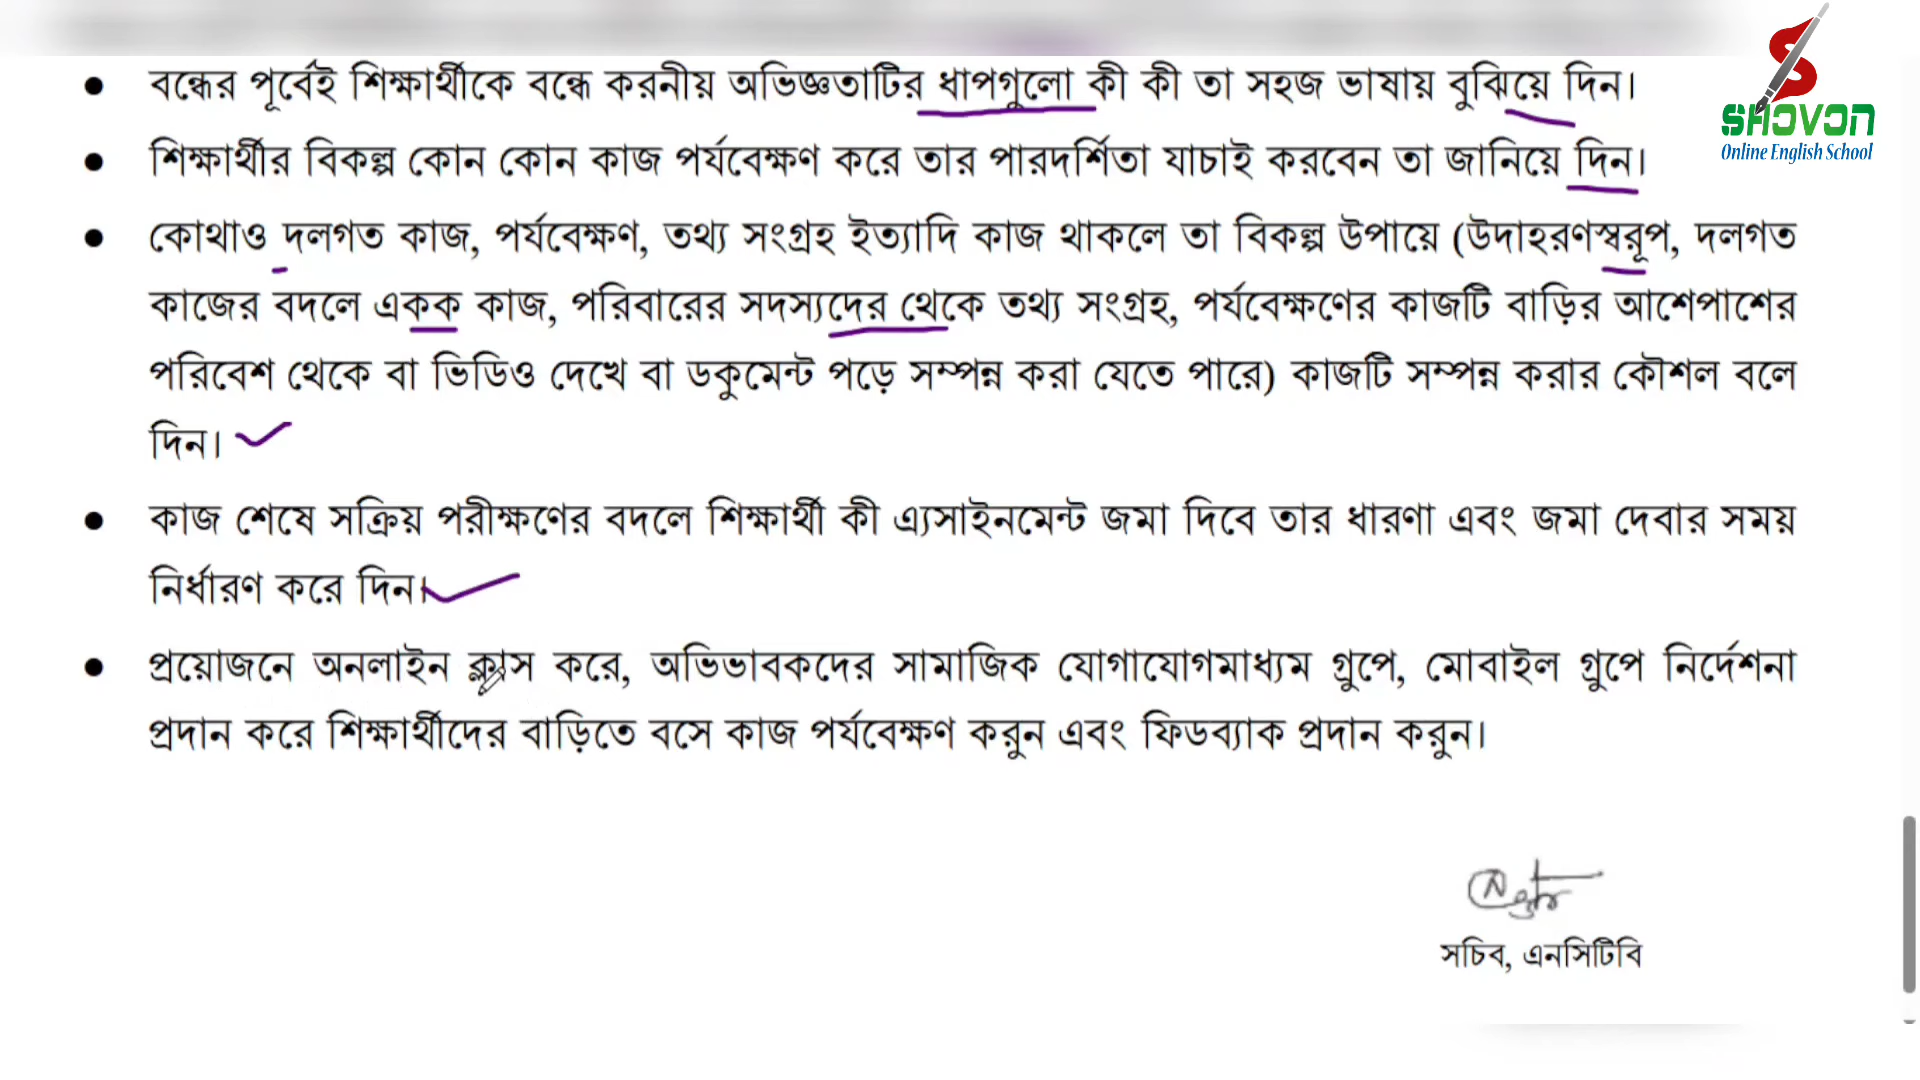 SHOVON
Online English School
● বন্ধের পূর্বেই শিক্ষার্থীকে বন্ধে করনীয় অভিজ্ঞতাটির ধাপগুলো কী কী তা সহজ ভাষায় বুঝিয়ে দিন।
● শিক্ষার্থীর বিকল্প কোন কোন কাজ পর্যবেক্ষণ করে তার পারদর্শিতা যাচাই করবেন তা জানিয়ে দিন।
● কোথাও দলগত কাজ, পর্যবেক্ষণ, তথ্য সংগ্রহ ইত্যাদি কাজ থাকলে তা বিকল্প উপায়ে (উদাহরণস্বরূপ, দলগত
কাজের বদলে একক কাজ, পরিবারের সদস্যদের থেকে তথ্য সংগ্রহ, পর্যবেক্ষণের কাজটি বাড়ির আশেপাশের
পরিবেশ থেকে বা ভিডিও দেখে বা ডকুমেন্ট পড়ে সম্পন্ন করা যেতে পারে) কাজটি সম্পন্ন করার কৌশল বলে
দিন।
● কাজ শেষে সক্রিয় পরীক্ষণের বদলে শিক্ষার্থী কী এ্যসাইনমেন্ট জমা দিবে তার ধারণা এবং জমা দেবার সময়
নির্ধারণ করে দিন।
● প্রয়োজনে অনলাইন ক্লাস করে, অভিভাবকদের সামাজিক যোগাযোগমাধ্যম গ্রুপে, মোবাইল গ্রুপে নির্দেশনা
প্রদান করে শিক্ষার্থীদের বাড়িতে বসে কাজ পর্যবেক্ষণ করুন এবং ফিডব্যাক প্রদান করুন।
সচিব, এনসিটিবি